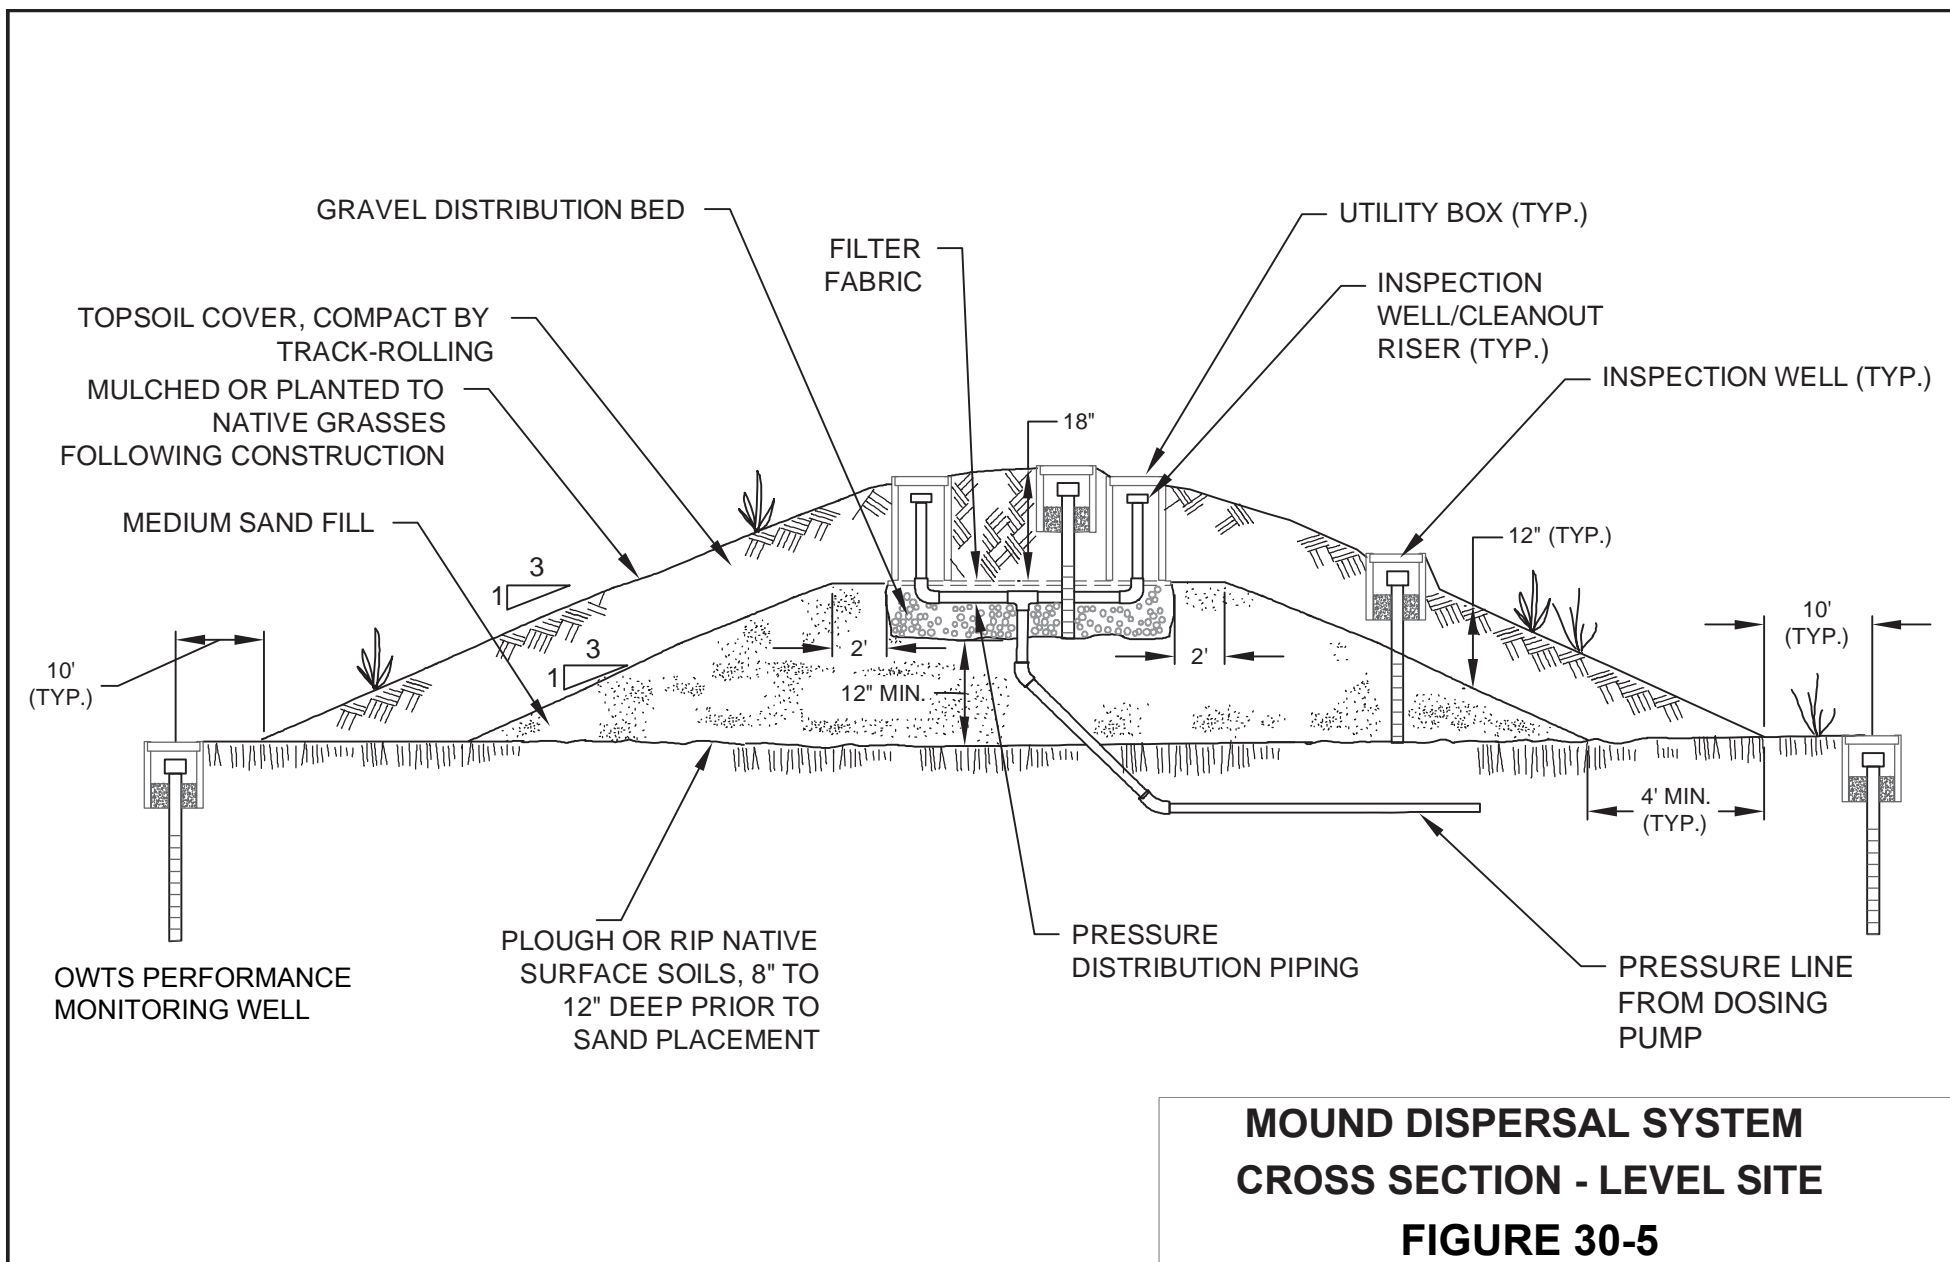 GRAVEL DISTRIBUTION BED
UTILITY BOX (TYP.)
FILTER
FABRIC
INSPECTION
WELL/CLEANOUT
RISER (TYP.)
TOPSOIL COVER, COMPACT BY
TRACK-ROLLING
MULCHED OR PLANTED TO
NATIVE GRASSES
FOLLOWING CONSTRUCTION
INSPECTION WELL (TYP.)
18"
MEDIUM SAND FILL
12" (TYP.)
3
1
10'
(TYP.)
3
1
2'
2'
10'
(TYP.)
12" MIN.
4' MIN.
(TYP.)
OWTS PERFORMANCE
MONITORING WELL
PLOUGH OR RIP NATIVE
SURFACE SOILS, 8" TO
12" DEEP PRIOR TO
SAND PLACEMENT
PRESSURE
DISTRIBUTION PIPING
PRESSURE LINE
FROM DOSING
PUMP
MOUND DISPERSAL SYSTEM
CROSS SECTION - LEVEL SITE
FIGURE 30-5